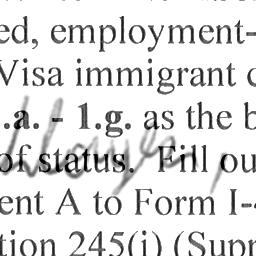 ed, employment-
Visa immigrant
.a. - 1.g. as the b
of status. Fill ou
ent A to Form I-
tion 245(i) (Supp